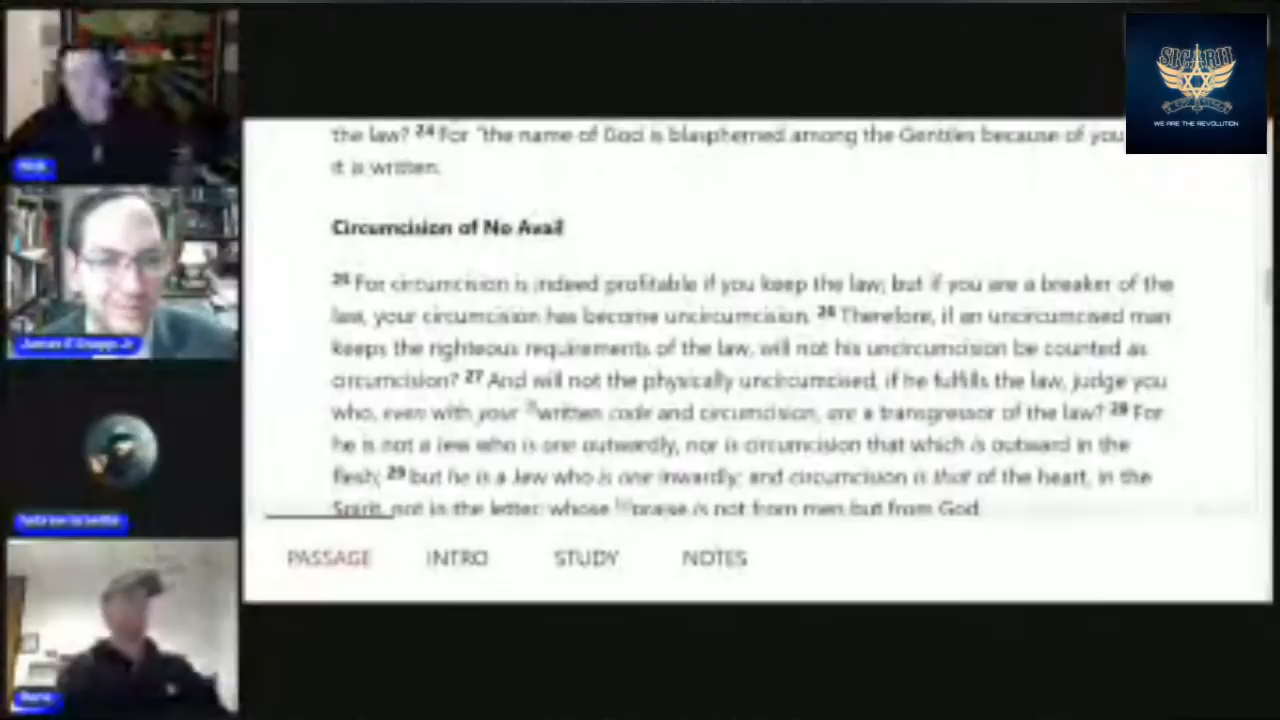 SICARII
WE ARE THE REVOLUTION
the law? 24 For "the name of God is blasphemed among the Gentiles because of you
it is written.
Circumcision of No Avail
25 For circumcision is indeed profitable if you keep the law; but if you are a breaker of the
law, your circumcision has become uncircumcision. 26 Therefore, if an uncircumcised man
keeps the righteous requirements of the law, will not his uncircumcision be counted as
circumcision? 27 And will not the physically uncircumcised, if he fulfills the law, judge you
who, even with your written code and circumcision, are a transgressor of the law? 28 For
he is not a Jew who is one outwardly, nor is circumcision that which is outward in the
flesh; 29 but he is a Jew who is one inwardly; and circumcision is that of the heart, in the
Spirit, not in the letter; whose praise is not from men but from God.
PASSAGE INTRO STUDY NOTES
Nick